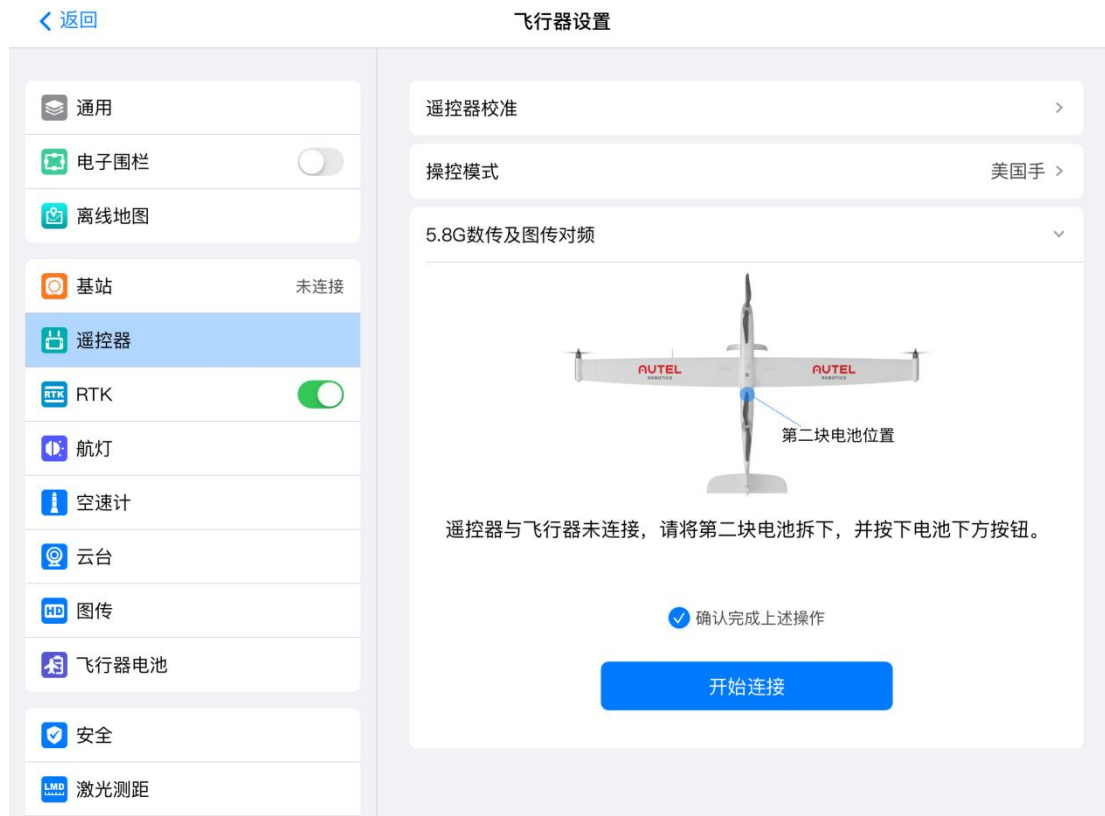 返回
飞行器设置
通用
电子围栏
离线地图
基站 未连接
遥控器
RTK RTK
航灯
空速计
云台
HD 图传
飞行器电池
安全
LMD 激光测距
遥控器校准
操控模式 美国手
5.8G数传及图传对频
AUTEL AUTEL
ROBOTICS ROBOTICS
第二块电池位置
遥控器与飞行器未连接，请将第二块电池拆下，并按下电池下方按钮。
确认完成上述操作
开始连接